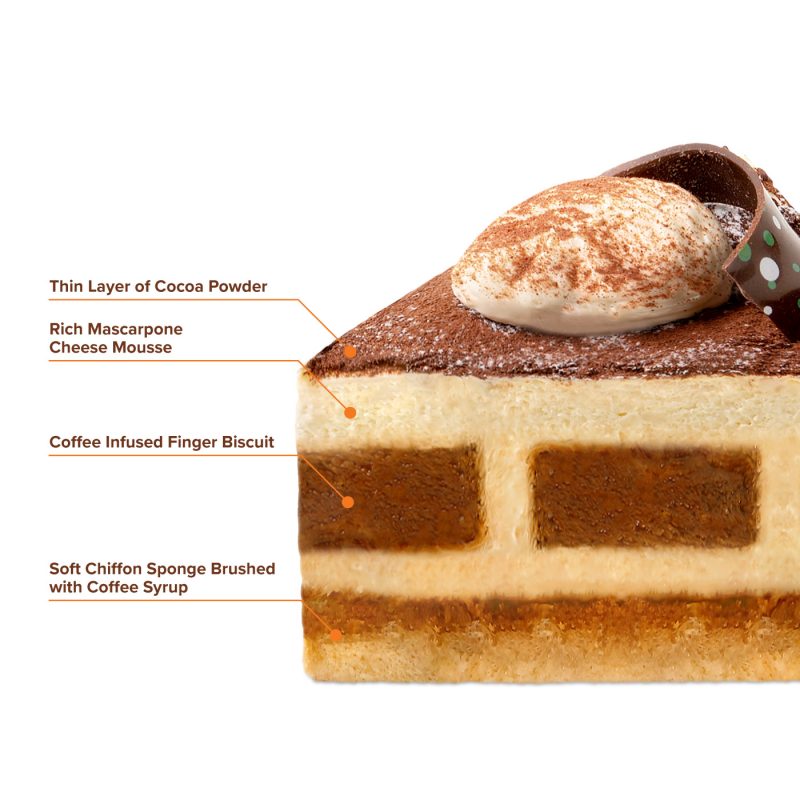 Thin Layer of Cocoa Powder
Rich Mascarpone
Cheese Mousse
Coffee Infused Finger Biscuit
Soft Chiffon Sponge Brushed
with Coffee Syrup